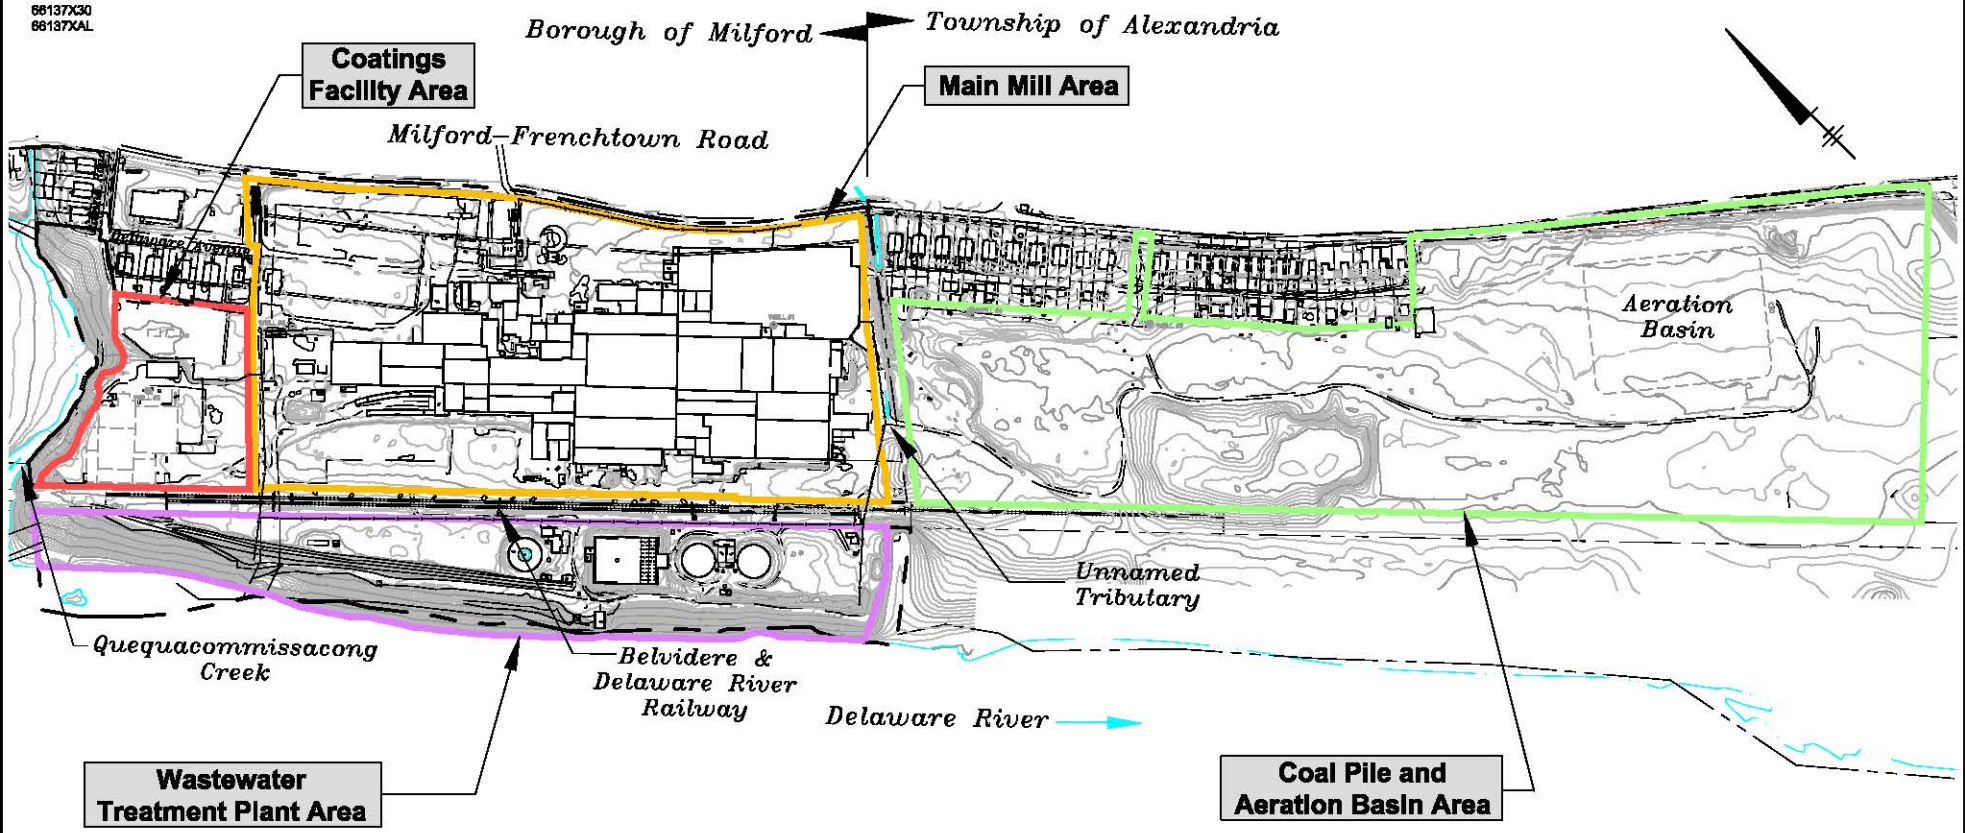 66137X30
66137XAL
Borough of Milford
Township of Alexandria
Coatings
Facility Area
Main Mill Area
Milford-Frenchtown Road
Delaware Avenue
Aeration
Basin
Unnamed
Tributary
Quequacommissacong
Creek
Belvidere &
Delaware River
Railway
Delaware River
Wastewater
Treatment Plant Area
Coal Pile and
Aeration Basin Area